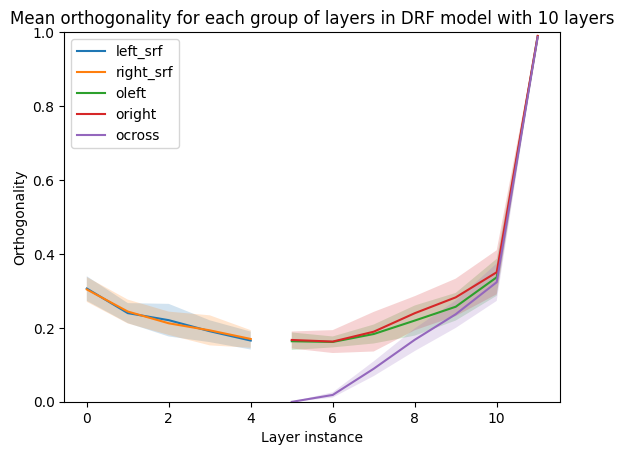 Mean orthogonality for each group of layers in DRF model with 10 layers
1.0
0.8
0.6
0.4
0.2
0.0
Orthogonality
left_srf
right_srf
oleft
oright
ocross
0 2 4 6 8 10
Layer instance